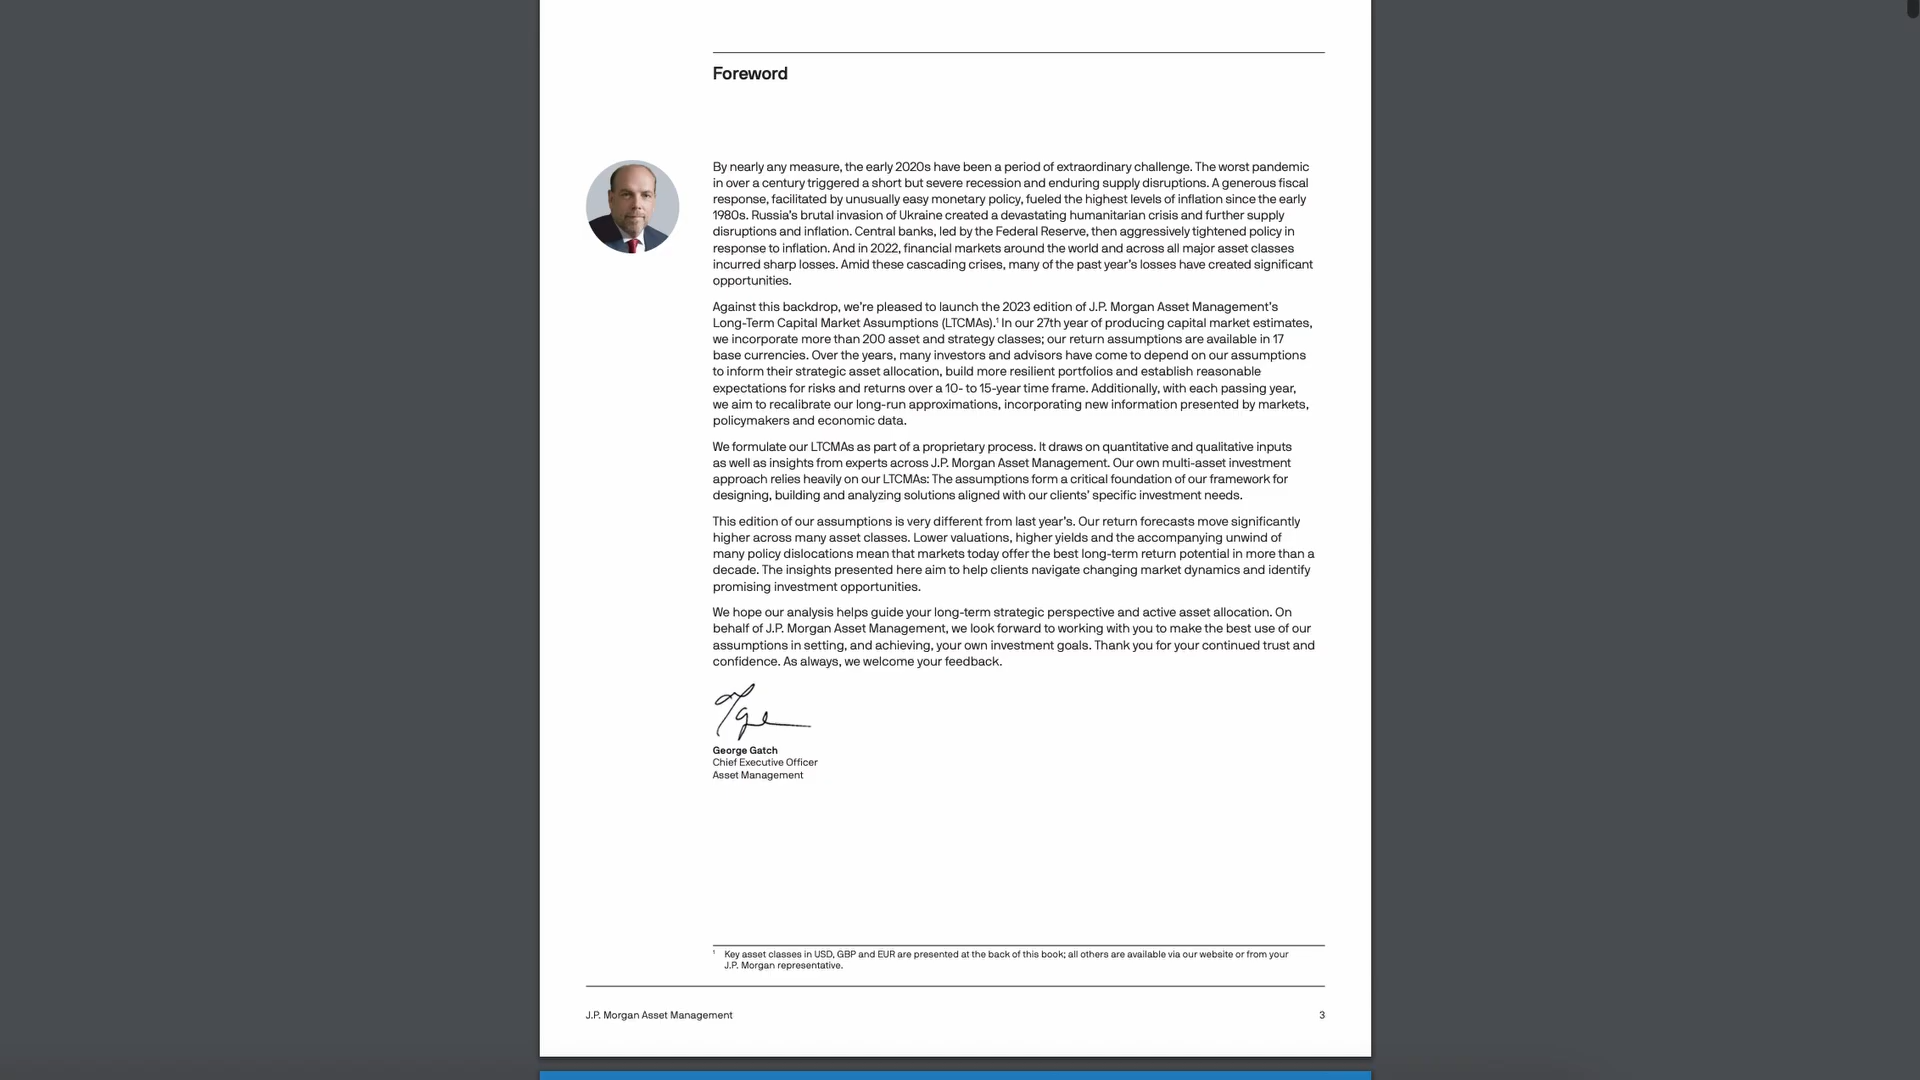 Foreword
By nearly any measure, the early 2020s have been a period of extraordinary challenge. The worst pandemic
in over a century triggered a short but severe recession and enduring supply disruptions. A generous fiscal
response, facilitated by unusually easy monetary policy, fueled the highest levels of inflation since the early
1980s. Russia's brutal invasion of Ukraine created a devastating humanitarian crisis and further supply
disruptions and inflation. Central banks, led by the Federal Reserve, then aggressively tightened policy in
response to inflation. And in 2022, financial markets around the world and across all major asset classes
incurred sharp losses. Amid these cascading crises, many of the past year's losses have created significant
opportunities.
Against this backdrop, we're pleased to launch the 2023 edition of J.P. Morgan Asset Management's
Long-Term Capital Market Assumptions (LTCMAs).¹ In our 27th year of producing capital market estimates,
we incorporate more than 200 asset and strategy classes; our return assumptions are available in 17
base currencies. Over the years, many investors and advisors have come to depend on our assumptions
to inform their strategic asset allocation, build more resilient portfolios and establish reasonable
expectations for risks and returns over a 10- to 15-year time frame. Additionally, with each passing year,
we aim to recalibrate our long-run approximations, incorporating new information presented by markets,
policymakers and economic data.
We formulate our LTCMAs as part of a proprietary process. It draws on quantitative and qualitative inputs
as well as insights from experts across J.P. Morgan Asset Management. Our own multi-asset investment
approach relies heavily on our LTCMAs: The assumptions form a critical foundation of our framework for
designing, building and analyzing solutions aligned with our clients' specific investment needs.
This edition of our assumptions is very different from last year's. Our return forecasts move significantly
higher across many asset classes. Lower valuations, higher yields and the accompanying unwind of
many policy dislocations mean that markets today offer the best long-term return potential in more than a
decade. The insights presented here aim to help clients navigate changing market dynamics and identify
promising investment opportunities.
We hope our analysis helps guide your long-term strategic perspective and active asset allocation. On
behalf of J.P. Morgan Asset Management, we look forward to working with you to make the best use of our
assumptions in setting, and achieving, your own investment goals. Thank you for your continued trust and
confidence. As always, we welcome your feedback.
George Gatch
Chief Executive Officer
Asset Management
¹ Key asset classes in USD, GBP and EUR are presented at the back of this book; all others are available via our website or from your
J.P. Morgan representative.
J.P. Morgan Asset Management 3